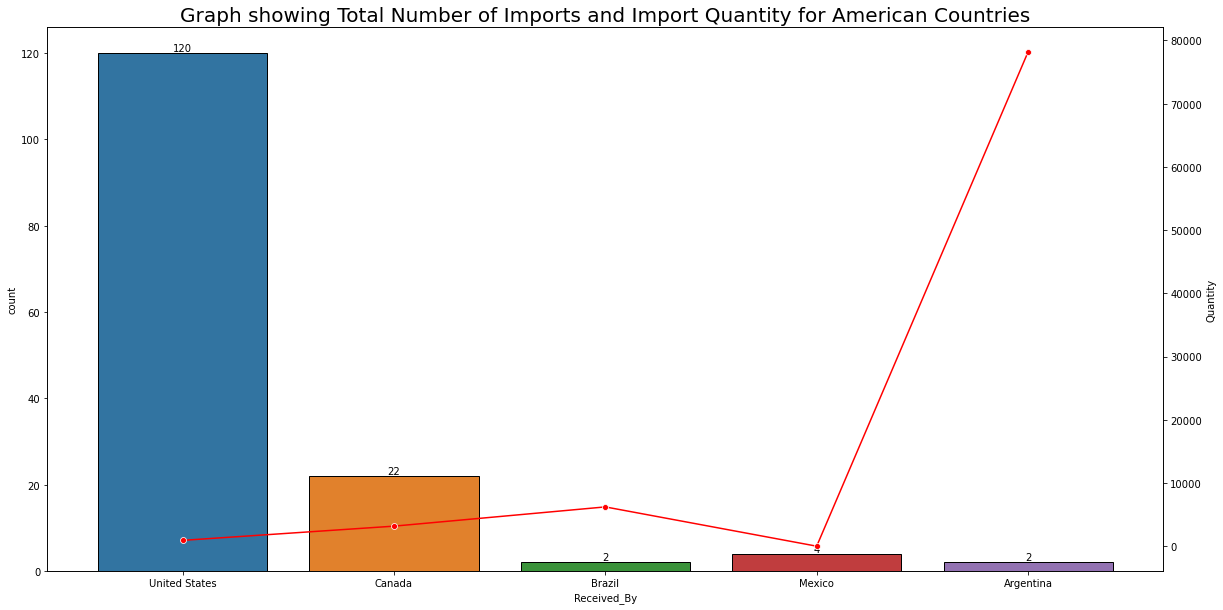 Graph showing Total Number of Imports and Import Quantity for American Countries
120
100
80
60
40
20
0
count
120
22
2
4
2
80000
70000
60000
50000
40000
30000
20000
10000
0
Quantity
United States
Canada
Brazil
Mexico
Argentina
Received_By